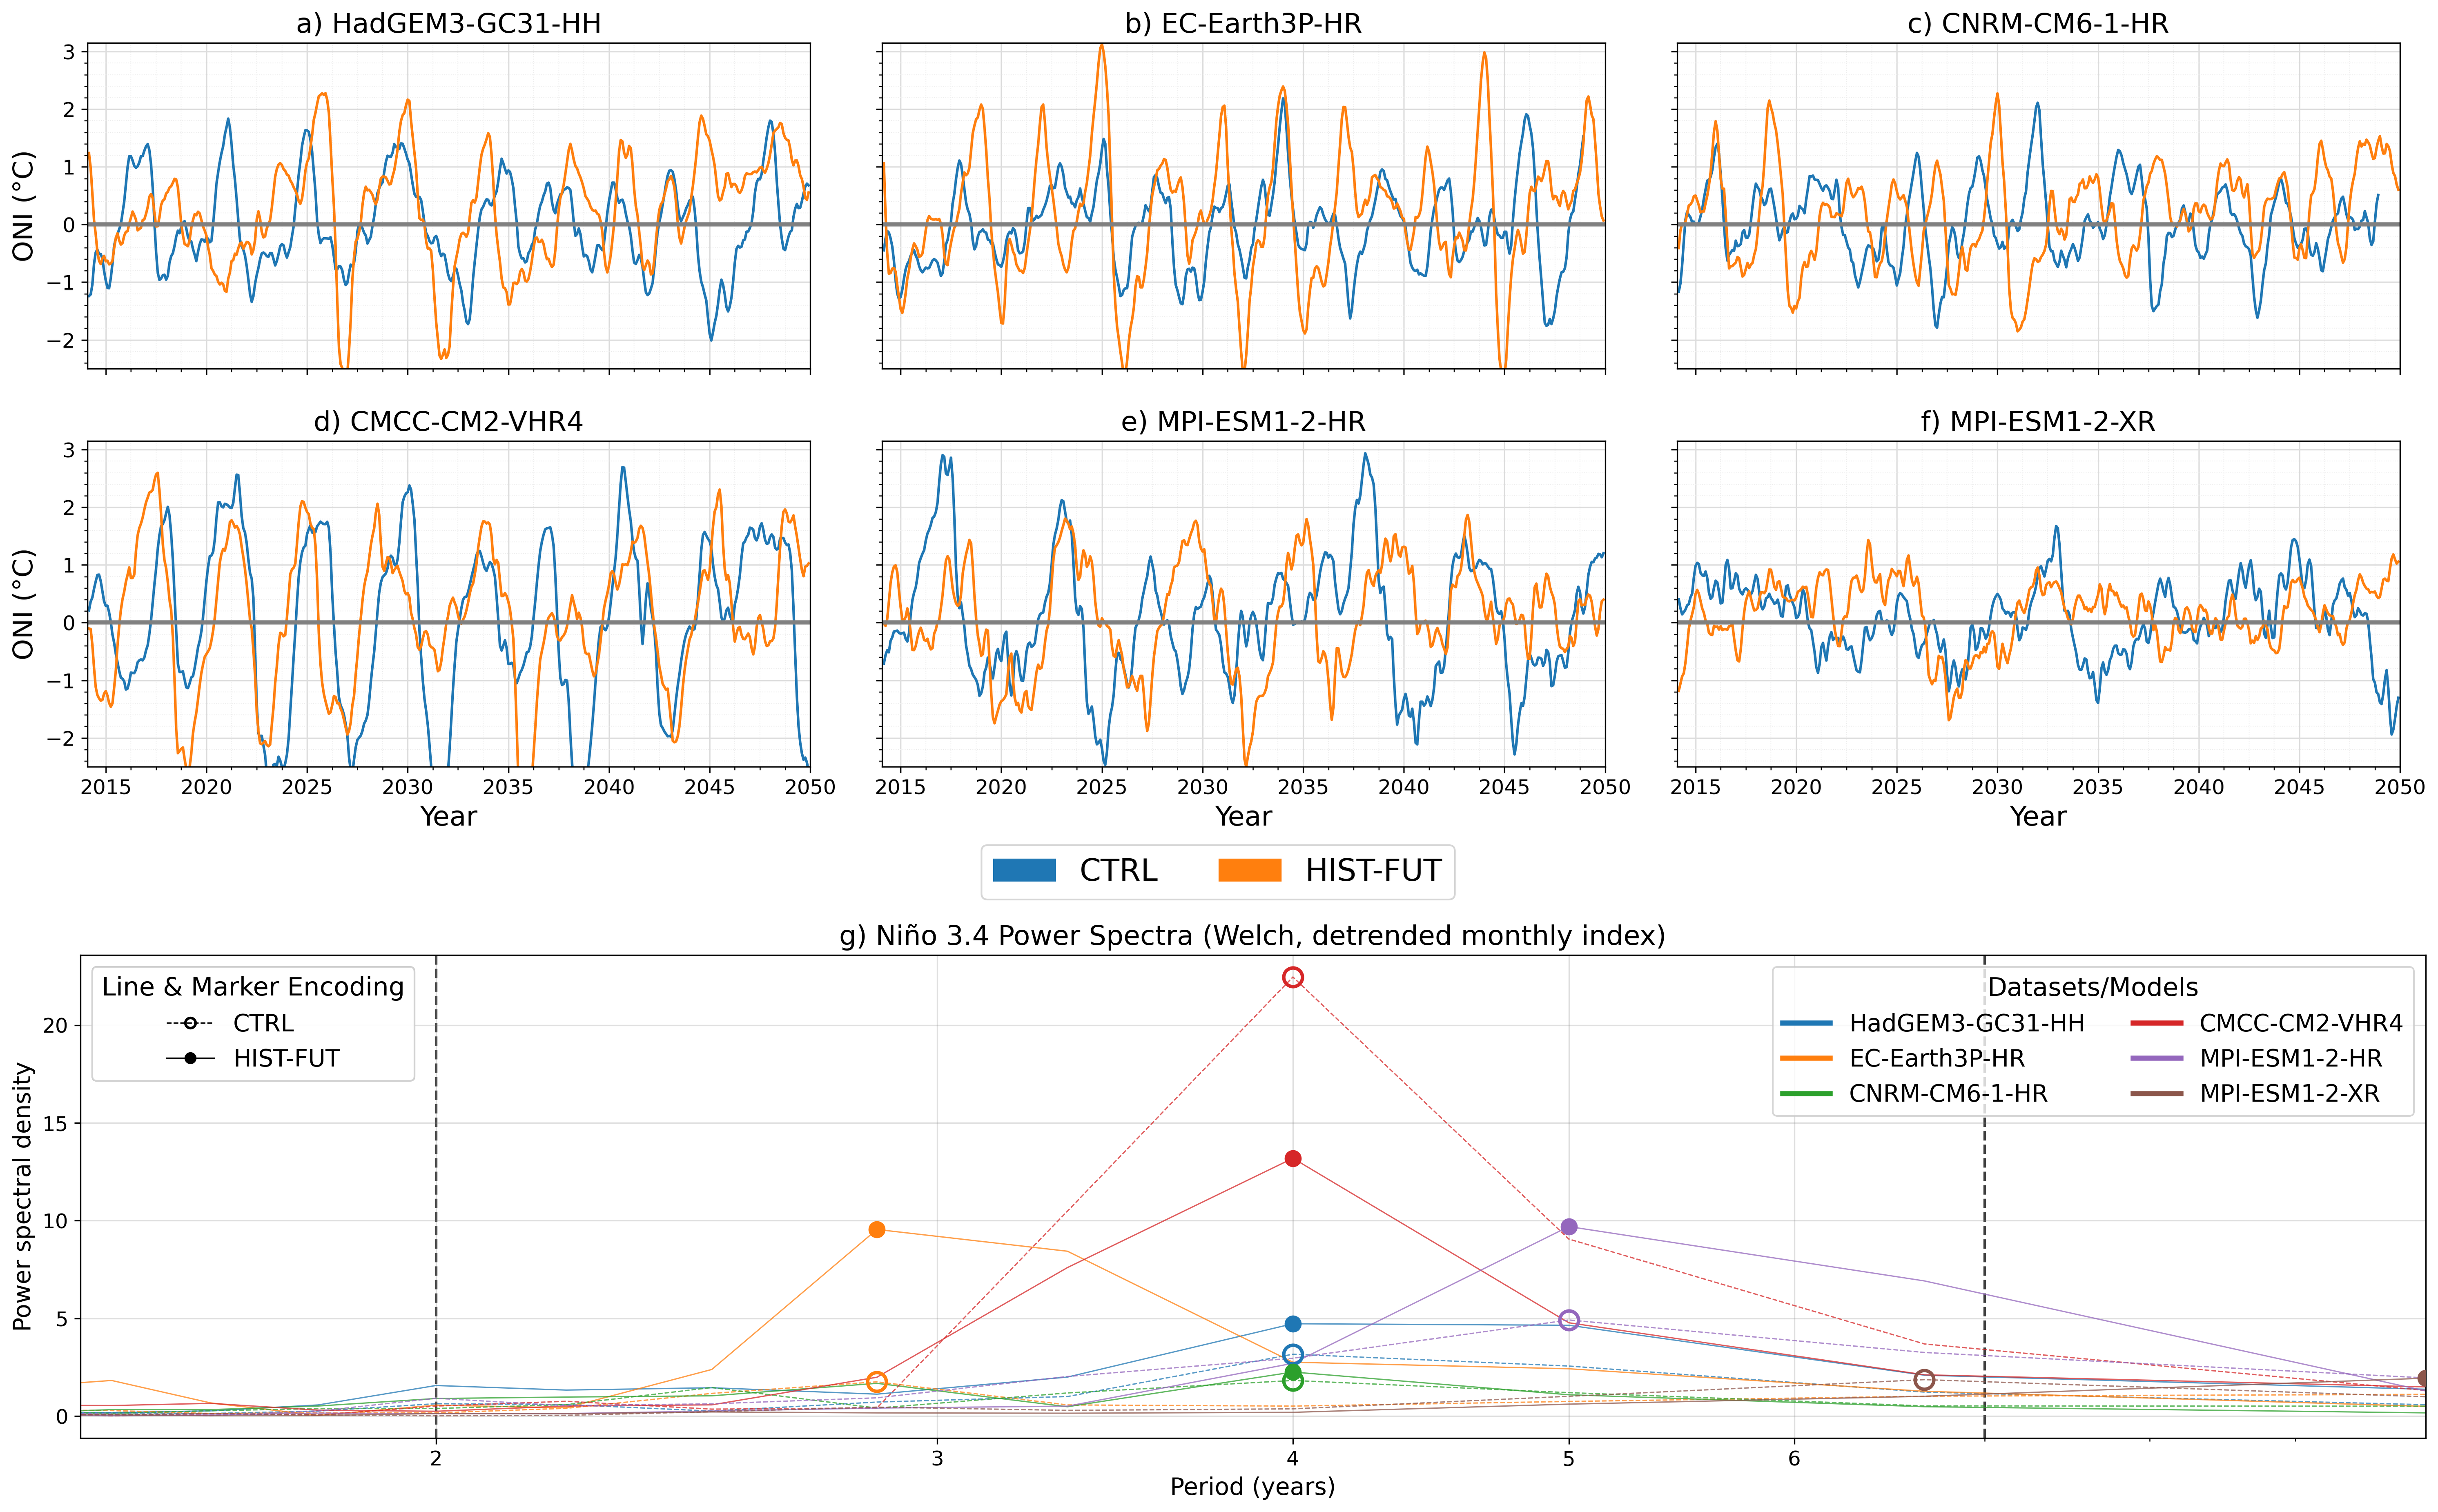 a) HadGEM3-GC31-HH
b) EC-Earth3P-HR
c) CNRM-CM6-1-HR
3
2
1
0
−1
−2
ONI (°C)
d) CMCC-CM2-VHR4
e) MPI-ESM1-2-HR
f) MPI-ESM1-2-XR
3
2
1
0
−1
−2
ONI (°C)
2015 2020 2025 2030 2035 2040 2045 2050
2015 2020 2025 2030 2035 2040 2045 2050
2015 2020 2025 2030 2035 2040 2045 2050
Year
Year
Year
CTRL
HIST-FUT
g) Niño 3.4 Power Spectra (Welch, detrended monthly index)
Line & Marker Encoding
CTRL
HIST-FUT
Datasets/Models
HadGEM3-GC31-HH
EC-Earth3P-HR
CNRM-CM6-1-HR
CMCC-CM2-VHR4
MPI-ESM1-2-HR
MPI-ESM1-2-XR
20
15
10
5
0
Power spectral density
2 3 4 5 6
Period (years)